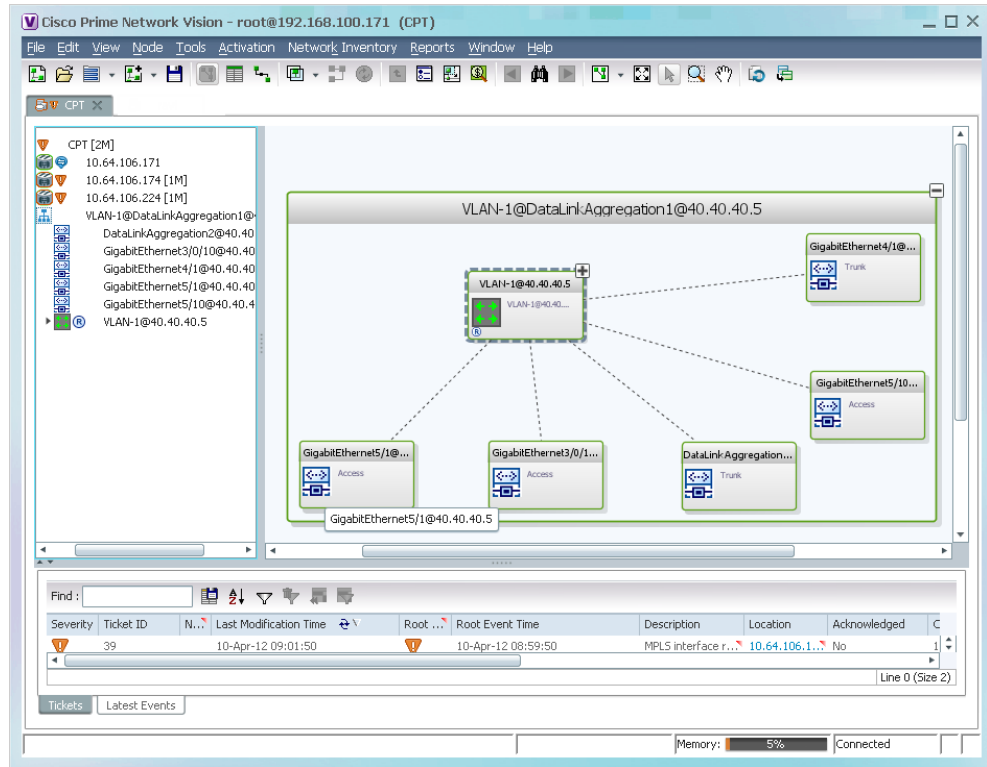 Cisco Prime Network Vision - root@192.168.100.171 (CPT)
File Edit View Node Tools Activation Network Inventory Reports Window Help
CPT
CPT [2M]
10.64.106.171
10.64.106.174 [1M]
10.64.106.224 [1M]
VLAN-1@DataLinkAggregation1@
DataLinkAggregation2@40.40
GigabitEthernet3/0/10@40.40
GigabitEthernet4/1@40.40.40
GigabitEthernet5/1@40.40.40
GigabitEthernet5/10@40.40.4
VLAN-1@40.40.40.5
VLAN-1@DataLinkAggregation1@40.40.40.5
GigabitEthernet4/1@...
Trunk
VLAN-1@40.40.40.5
VLAN-1@40.40....
GigabitEthernet5/10...
Access
GigabitEthernet5/1@...
Access
GigabitEthernet3/0/1...
Access
DataLinkAggregation...
Trunk
GigabitEthernet5/1@40.40.40.5
Find :
Severity Ticket ID N... Last Modification Time Root ... Root Event Time Description Location Acknowledged C
39 10-Apr-12 09:01:50 10-Apr-12 08:59:50 MPLS interface r... 10.64.106.1... No 1
Line 0 (Size 2)
Tickets Latest Events
Memory: 5% Connected